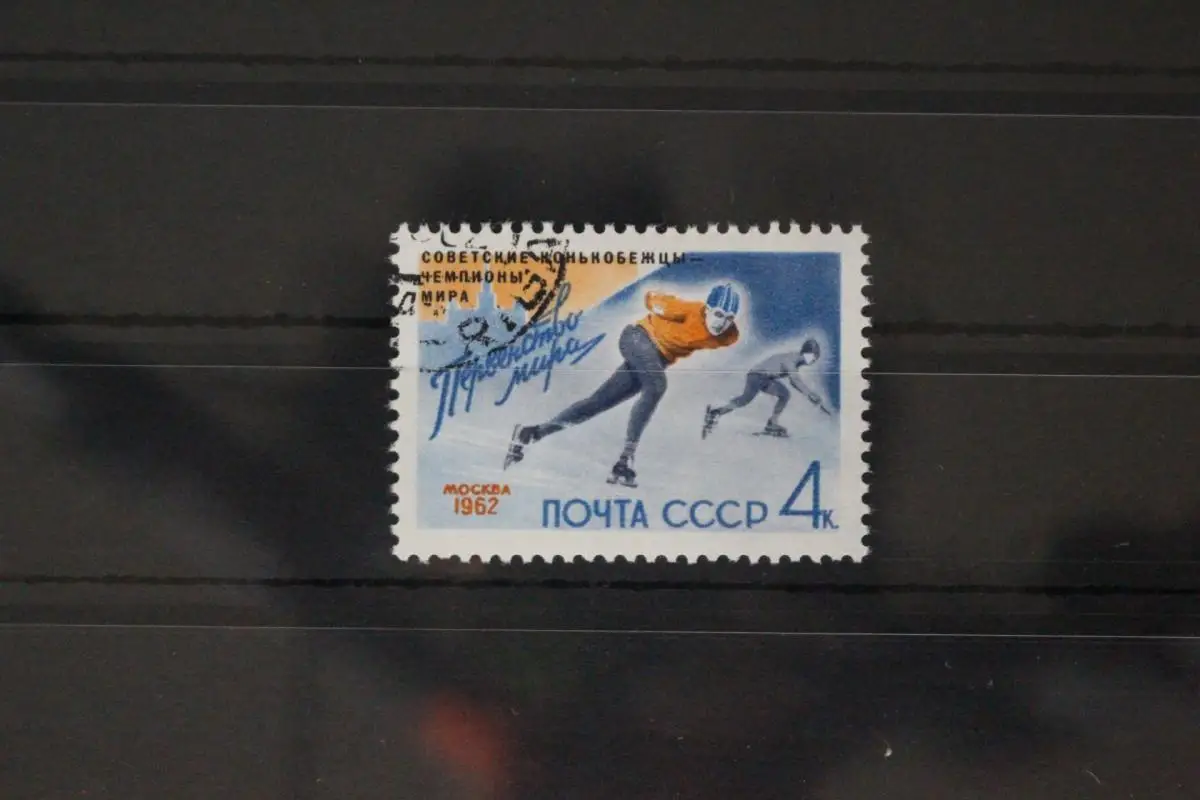 СОВЕТСКИЕ КОНЬКОБЕЖЦЫ—
ЧЕМПИОНЫ
МИРА
Первенство
мира
МОСКВА
1962
ПОЧТА СССР 4К.